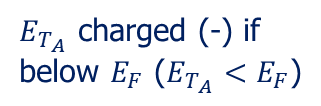 E_{T_A} charged (-) if
below E_F (E_{T_A} < E_F)